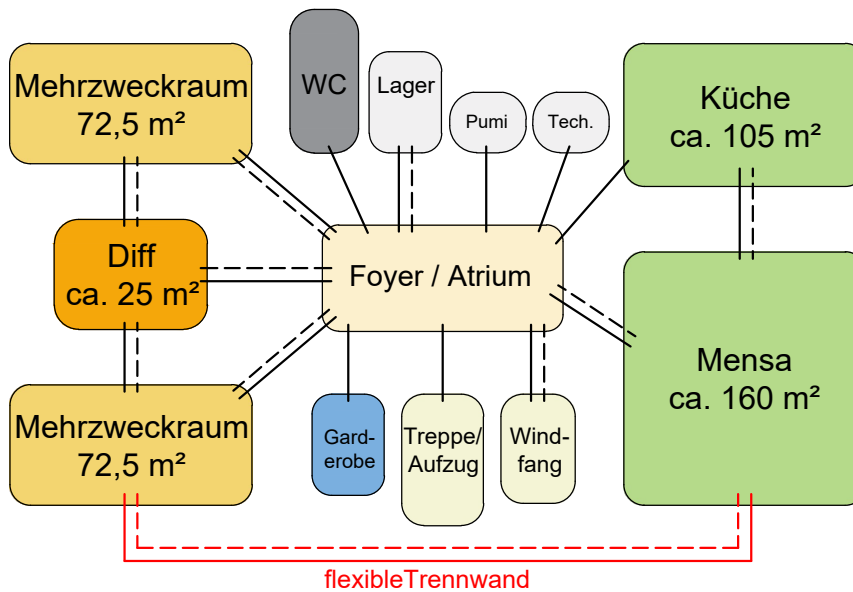 Mehrzweckraum
72,5 m²
WC
Lager
Pumi
Tech.
Küche
ca. 105 m²
Diff
ca. 25 m²
Foyer / Atrium
Mensa
ca. 160 m²
Mehrzweckraum
72,5 m²
Gard-
erobe
Treppe/
Aufzug
Wind-
fang
flexibleTrennwand